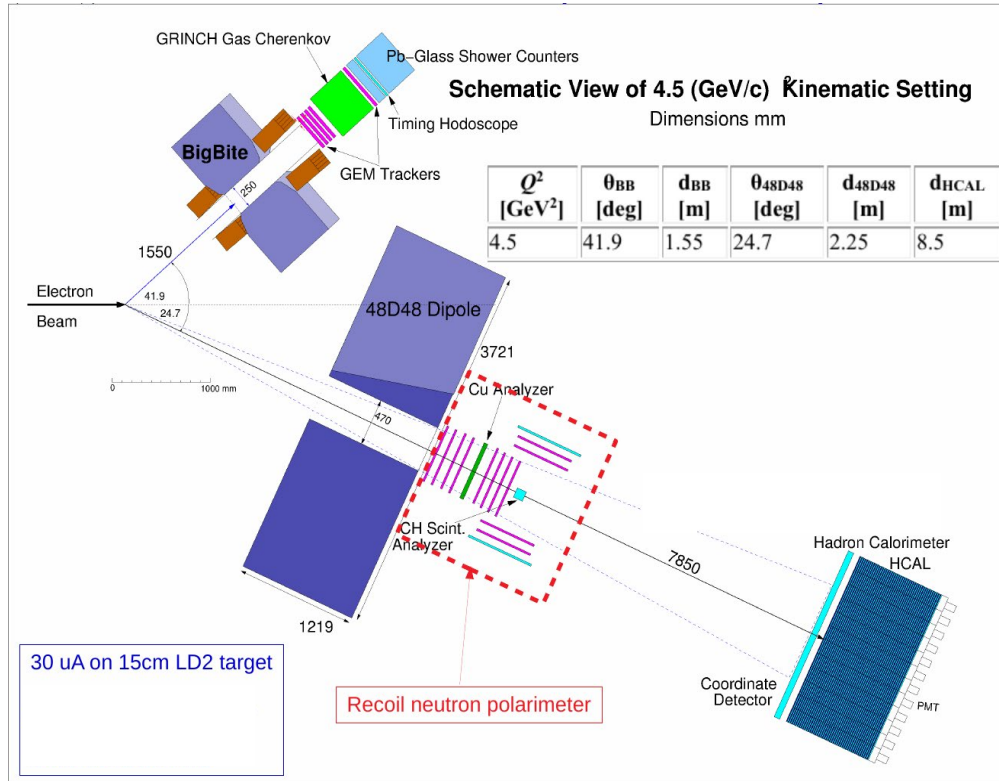 GRINCH Gas Cherenkov
Pb-Glass Shower Counters
Schematic View of 4.5 (GeV/c)² Kinematic Setting
Dimensions mm
Timing Hodoscope
BigBite
GEM Trackers
250
Q² [GeV²] θBB [deg] dBB [m] θ48D48 [deg] d48D48 [m] dHCAL [m]
4.5 41.9 1.55 24.7 2.25 8.5
1550
Electron
Beam
41.9
24.7
48D48 Dipole
3721
0 1000 mm
Cu Analyzer
470
CH Scint.
Analyzer
7850
Hadron Calorimeter
HCAL
1219
30 uA on 15cm LD2 target
Recoil neutron polarimeter
Coordinate
Detector
PMT